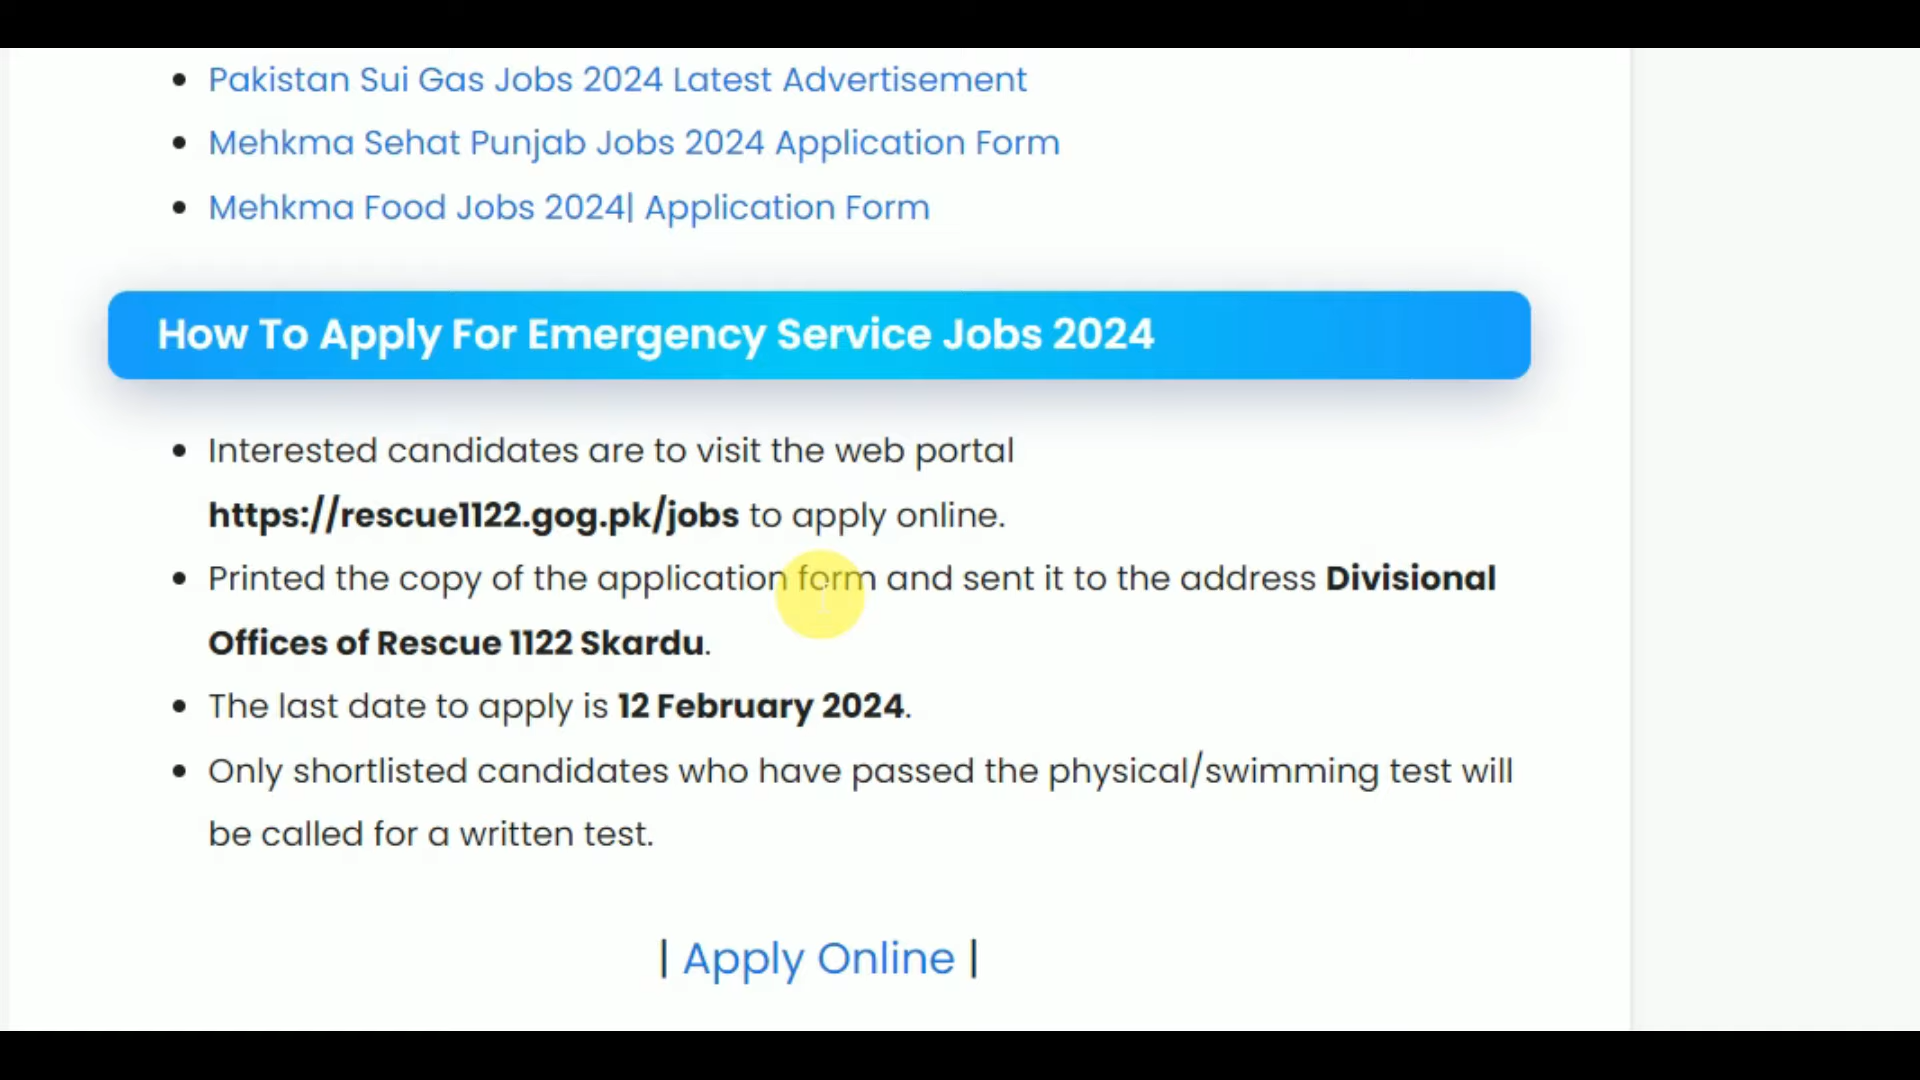 Pakistan Sui Gas Jobs 2024 Latest Advertisement
Mehkma Sehat Punjab Jobs 2024 Application Form
Mehkma Food Jobs 2024| Application Form
How To Apply For Emergency Service Jobs 2024
Interested candidates are to visit the web portal
https://rescue1122.gog.pk/jobs to apply online.
Printed the copy of the application form and sent it to the address Divisional
Offices of Rescue 1122 Skardu.
The last date to apply is 12 February 2024.
Only shortlisted candidates who have passed the physical/swimming test will
be called for a written test.
| Apply Online |